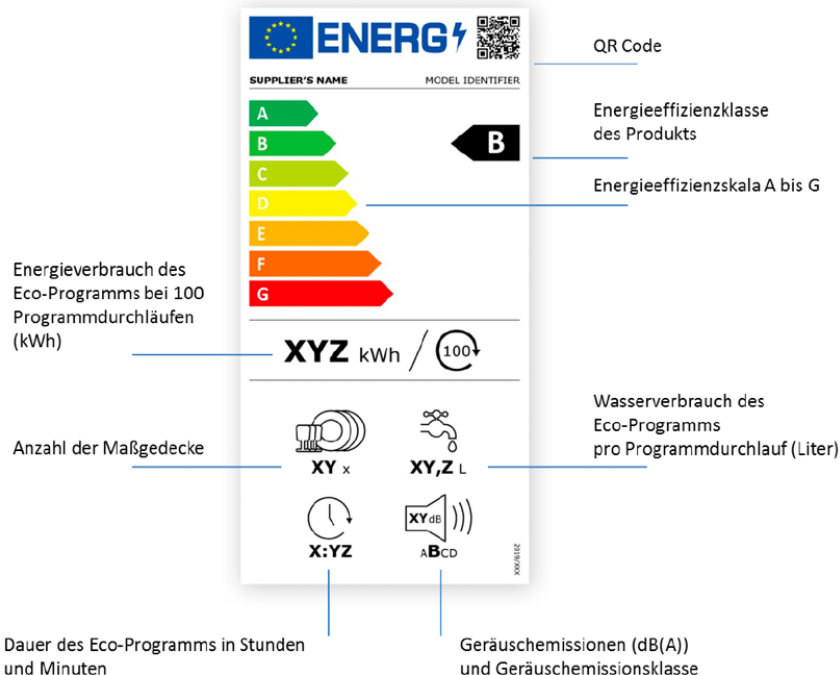 ENERG
QR Code
SUPPLIER'S NAME MODEL IDENTIFIER
A
Energieeffizienzklasse
des Produkts
B
B
C
Energieeffizienzskala A bis G
D
E
F
G
Energieverbrauch des
Eco-Programms bei 100
Programmdurchläufen
(kWh)
XYZ kWh / 100
Anzahl der Maßgedecke
XY x
XY,Z L
Wasserverbrauch des
Eco-Programms
pro Programmdurchlauf (Liter)
X:YZ
XY dB
ABCD
2019/XXX
Dauer des Eco-Programms in Stunden
und Minuten
Geräuschemissionen (dB(A))
und Geräuschemissionsklasse